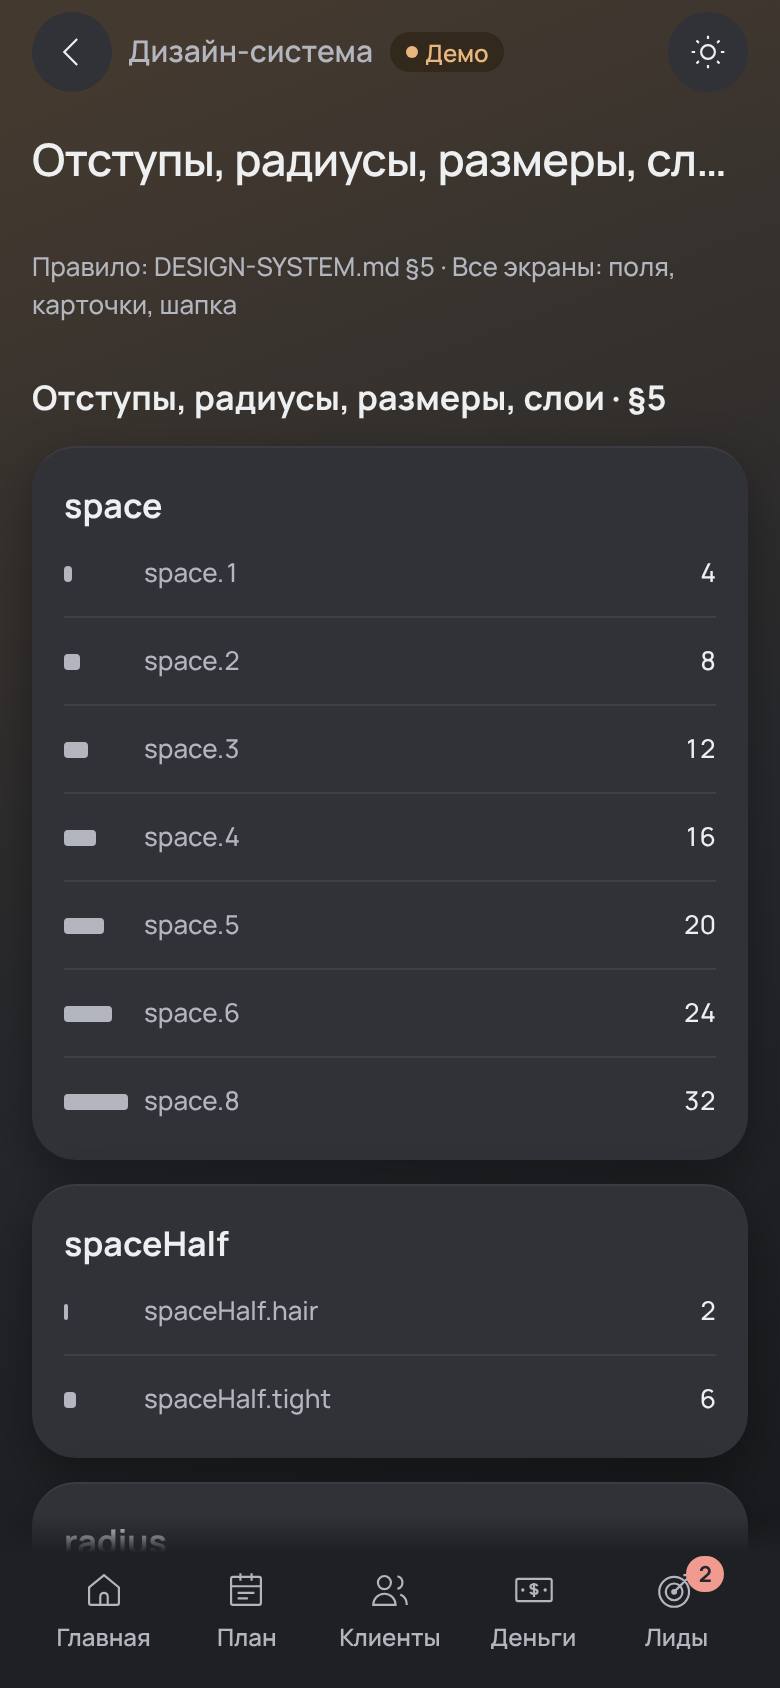 Дизайн-система
Демо
Отступы, радиусы, размеры, сл...
Правило: DESIGN-SYSTEM.md §5 · Все экраны: поля,
карточки, шапка
Отступы, радиусы, размеры, слои · §5
space
space.1 4
space.2 8
space.3 12
space.4 16
space.5 20
space.6 24
space.8 32
spaceHalf
spaceHalf.hair 2
spaceHalf.tight 6
radius
2
Главная План Клиенты Деньги Лиды